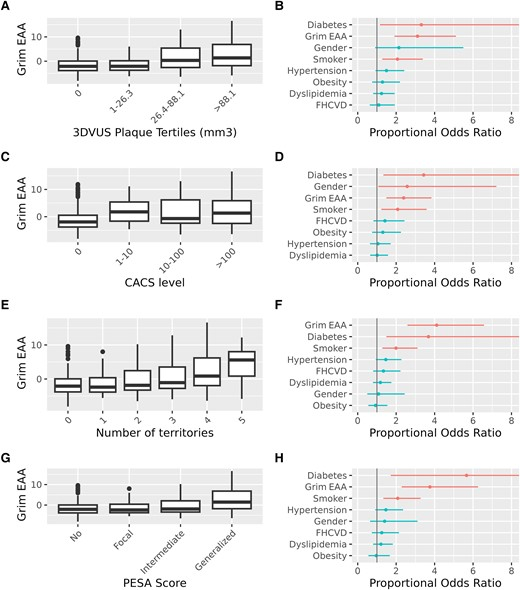 A
Grim EAA
10
0
0
1-26.3
26.4-88.1
>88.1
3DVUS Plaque Tertiles (mm3)
B
Diabetes
Grim EAA
Gender
Smoker
Hypertension
Obesity
Dyslipidemia
FHCVD
0 2 4 6 8
Proportional Odds Ratio
C
Grim EAA
10
0
0
1-10
10-100
>100
CACS level
D
Diabetes
Gender
Grim EAA
Smoker
FHCVD
Obesity
Hypertension
Dyslipidemia
0 2 4 6 8
Proportional Odds Ratio
E
Grim EAA
10
0
0 1 2 3 4 5
Number of territories
F
Grim EAA
Diabetes
Smoker
Hypertension
FHCVD
Dyslipidemia
Gender
Obesity
0 2 4 6 8
Proportional Odds Ratio
G
Grim EAA
10
0
No
Focal
Intermediate
Generalized
PESA Score
H
Diabetes
Grim EAA
Smoker
Hypertension
Gender
FHCVD
Dyslipidemia
Obesity
0 2 4 6 8
Proportional Odds Ratio